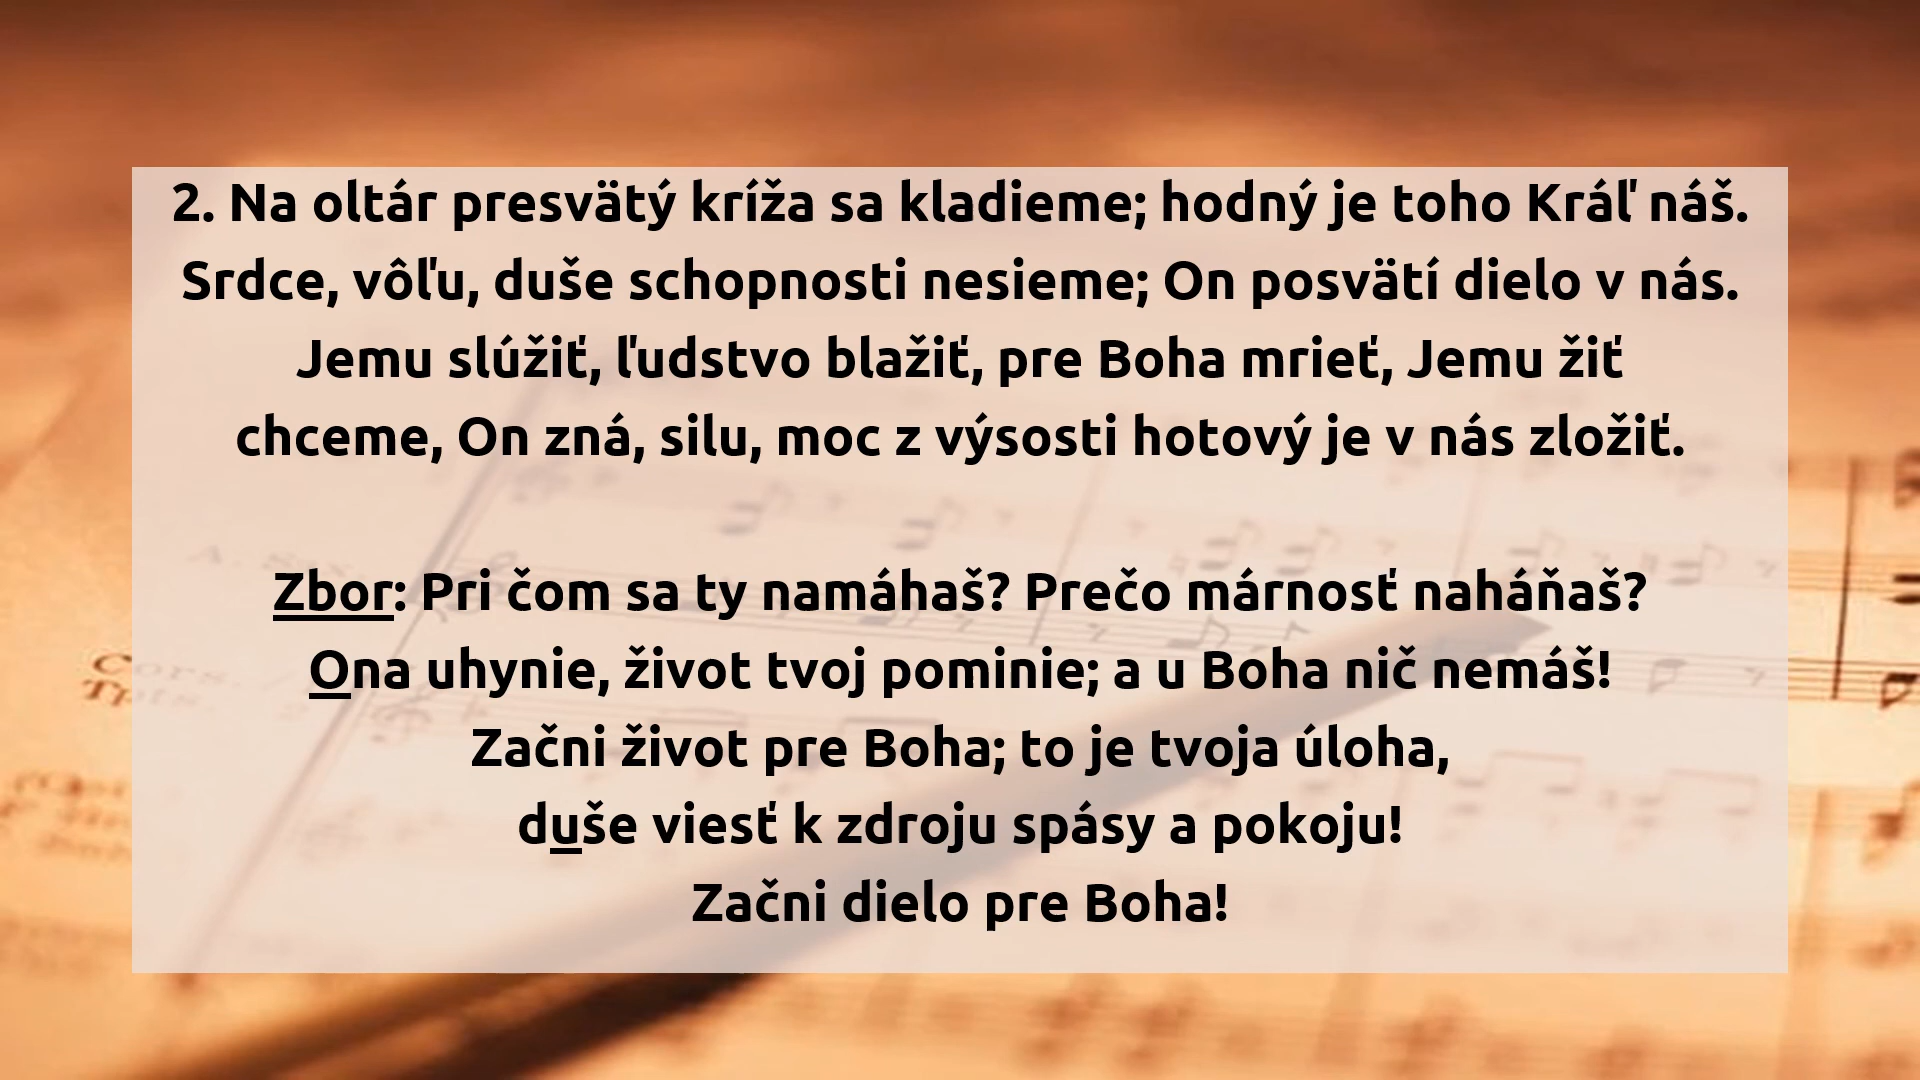 2. Na oltár presvätý kríža sa kladieme; hodný je toho Kráľ náš.
Srdce, vôľu, duše schopnosti nesieme; On posvätí dielo v nás.
Jemu slúžiť, ľudstvo blažiť, pre Boha mrieť, Jemu žiť
chceme, On zná, silu, moc z výsosti hotový je v nás zložiť.
Zbor: Pri čom sa ty namáhaš? Prečo márnosť naháňaš?
Ona uhynie, život tvoj pominie; a u Boha nič nemáš!
Začni život pre Boha; to je tvoja úloha,
duše viesť k zdroju spásy a pokoju!
Začni dielo pre Boha!